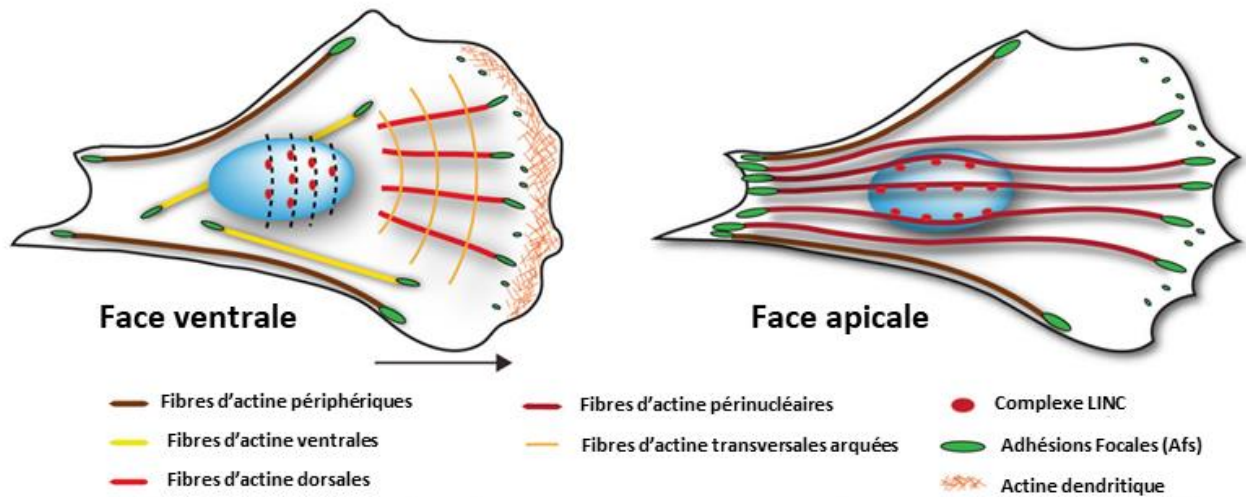 Face ventrale
Face apicale
Fibres d'actine périphériques
Fibres d'actine périnucléaires
Complexe LINC
Fibres d'actine ventrales
Fibres d'actine transversales arquées
Adhésions Focales (Afs)
Fibres d'actine dorsales
Actine dendritique